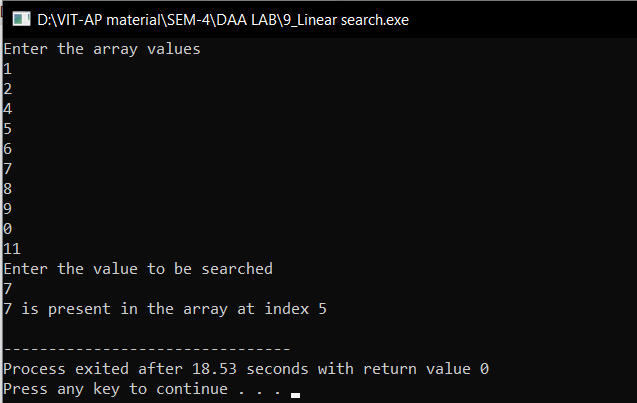 D:\VIT-AP material\SEM-4\DAA LAB\9_Linear search.exe
Enter the array values
1
2
4
5
6
7
8
9
0
11
Enter the value to be searched
7
7 is present in the array at index 5
--------------------------------
Process exited after 18.53 seconds with return value 0
Press any key to continue . . .